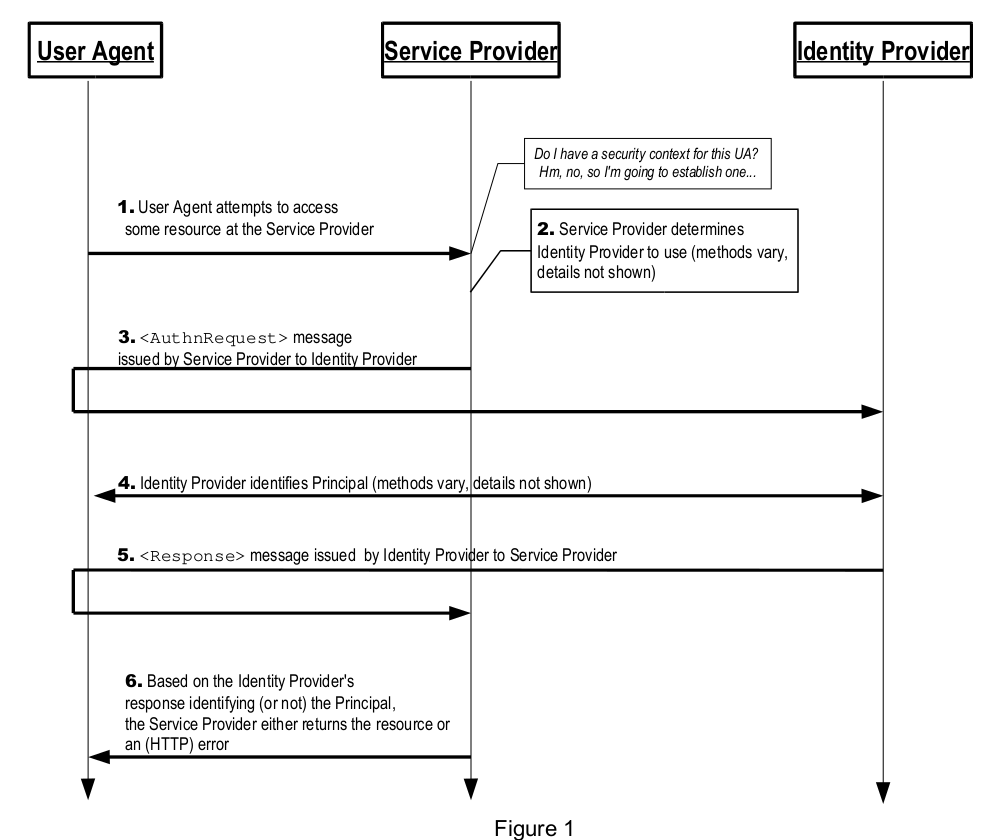 User Agent
Service Provider
Identity Provider
Do I have a security context for this UA?
Hm, no, so I'm going to establish one...
1. User Agent attempts to access
some resource at the Service Provider
2. Service Provider determines
Identity Provider to use (methods vary,
details not shown)
3. <AuthnRequest> message
issued by Service Provider to Identity Provider
4. Identity Provider identifies Principal (methods vary, details not shown)
5. <Response> message issued by Identity Provider to Service Provider
6. Based on the Identity Provider's
response identifying (or not) the Principal,
the Service Provider either returns the resource or
an (HTTP) error
Figure 1